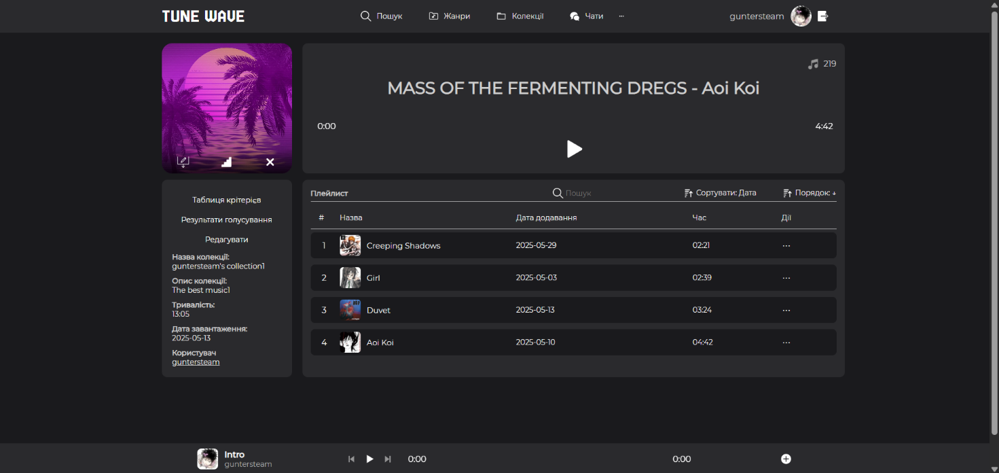 TUNE WAVE
Пошук
Жанри
Колекції
Чати
...
guntersteam
219
MASS OF THE FERMENTING DREGS - Aoi Koi
0:00
4:42
Таблиця крітерієв
Результати голусування
Редагувати
Назва колекції:
guntersteam's collection1
Опис колекції:
The best music1
Тривалість:
13:05
Дата завантаження:
2025-05-13
Користувач
guntersteam
Плейлист
Пошук
Сортувати: Дата
Порядок: ↓
# Назва Дата додавання Час Дії
1 Creeping Shadows 2025-05-29 02:21 ...
2 Girl 2025-05-03 02:39 ...
3 Duvet 2025-05-13 03:24 ...
4 Aoi Koi 2025-05-10 04:42 ...
Intro
guntersteam
0:00
0:00